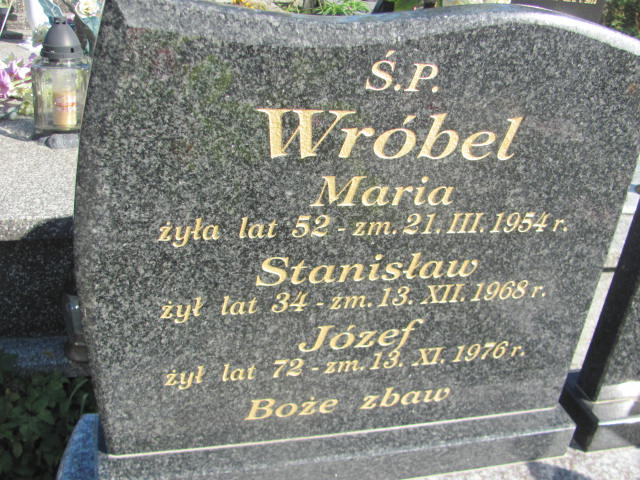 Ś.P.
Wróbel
Maria
żyła lat 52 - zm. 21. III. 1954 r.
Stanisław
żył lat 34 - zm. 13. XII. 1968 r.
Józef
żył lat 72 - zm. 13. XI. 1976 r.
Boże zbaw